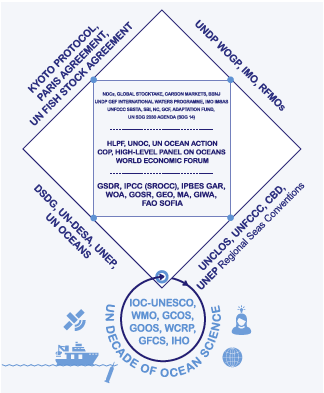 KYOTO PROTOCOL,
PARIS AGREEMENT,
UN FISH STOCK AGREEMENT
UNDP WOGP, IMO, RFMOs
NDCs, GLOBAL STOCKTAKE, CARBON MARKETS, BBNJ
UNDP GEF INTERNATIONAL WATERS PROGRAMME, IMO IMSAS
UNFCCC SBSTA, SBI, NC, GCF, ADAPTATION FUND,
UN SDG 2030 AGENDA (SDG 14)
HLPF, UNOC, UN OCEAN ACTION
COP, HIGH-LEVEL PANEL ON OCEANS
WORLD ECONOMIC FORUM
GSDR, IPCC (SROCC), IPBES GAR,
WOA, GOSR, GEO, MA, GIWA,
FAO SOFIA
DSDG, UN-DESA, UNEP,
UN OCEANS
UNCLOS, UNFCCC, CBD,
UNEP Regional Seas Conventions
IOC-UNESCO,
WMO, GCOS,
GOOS, WCRP,
GFCS, IHO
UN DECADE OF OCEAN SCIENCE